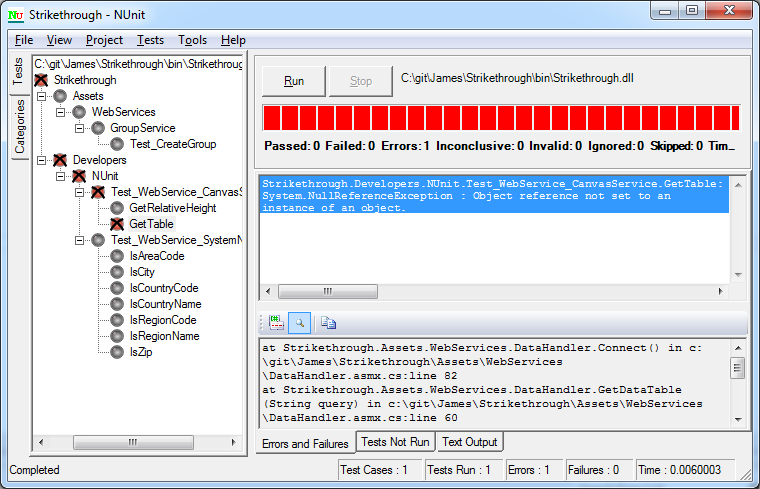 Strikethrough - NUnit
File View Project Tests Tools Help
Tests
Categories
C:\git\James\Strikethrough\bin\Strikethroug
Strikethrough
Assets
WebServices
GroupService
Test_CreateGroup
Developers
NUnit
Test_WebService_CanvasS
GetRelativeHeight
GetTable
Test_WebService_SystemN
IsAreaCode
IsCity
IsCountryCode
IsCountryName
IsRegionCode
IsRegionName
IsZip
Run
Stop
C:\git\James\Strikethrough\bin\Strikethrough.dll
Passed: 0 Failed: 0 Errors: 1 Inconclusive: 0 Invalid: 0 Ignored: 0 Skipped: 0 Tim...
Strikethrough.Developers.NUnit.Test_WebService_CanvasService.GetTable:
System.NullReferenceException : Object reference not set to an
instance of an object.
at Strikethrough.Assets.WebServices.DataHandler.Connect() in c:
\git\James\Strikethrough\Assets\WebServices
\DataHandler.asmx.cs:line 82
at Strikethrough.Assets.WebServices.DataHandler.GetDataTable
(String query) in c:\git\James\Strikethrough\Assets\WebServices
\DataHandler.asmx.cs:line 60
Errors and Failures
Tests Not Run
Text Output
Completed
Test Cases : 1
Tests Run : 1
Errors : 1
Failures : 0
Time : 0.0060003